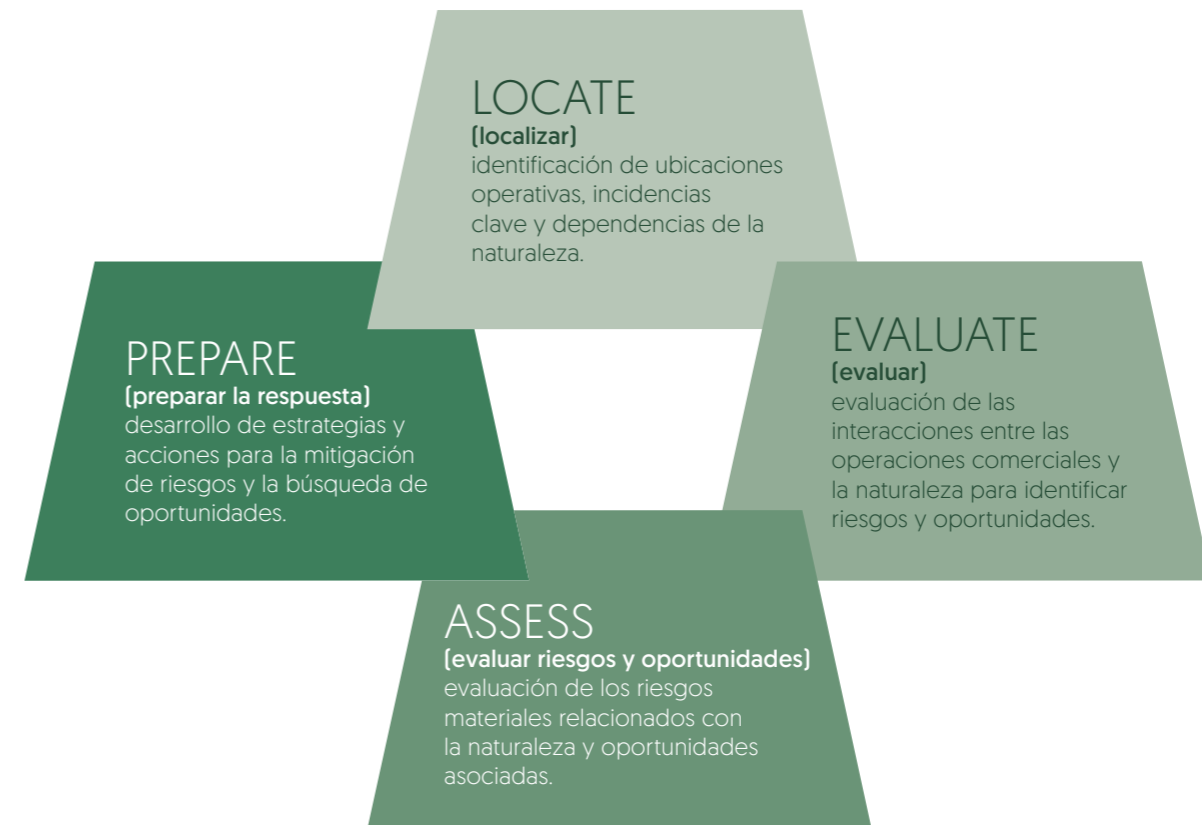 LOCATE
(localizar)
identificación de ubicaciones
operativas, incidencias
clave y dependencias de la
naturaleza.
EVALUATE
(evaluar)
evaluación de las
interacciones entre las
operaciones comerciales y
la naturaleza para identificar
riesgos y oportunidades.
ASSESS
(evaluar riesgos y oportunidades)
evaluación de los riesgos
materiales relacionados con
la naturaleza y oportunidades
asociadas.
PREPARE
(preparar la respuesta)
desarrollo de estrategias y
acciones para la mitigación
de riesgos y la búsqueda de
oportunidades.